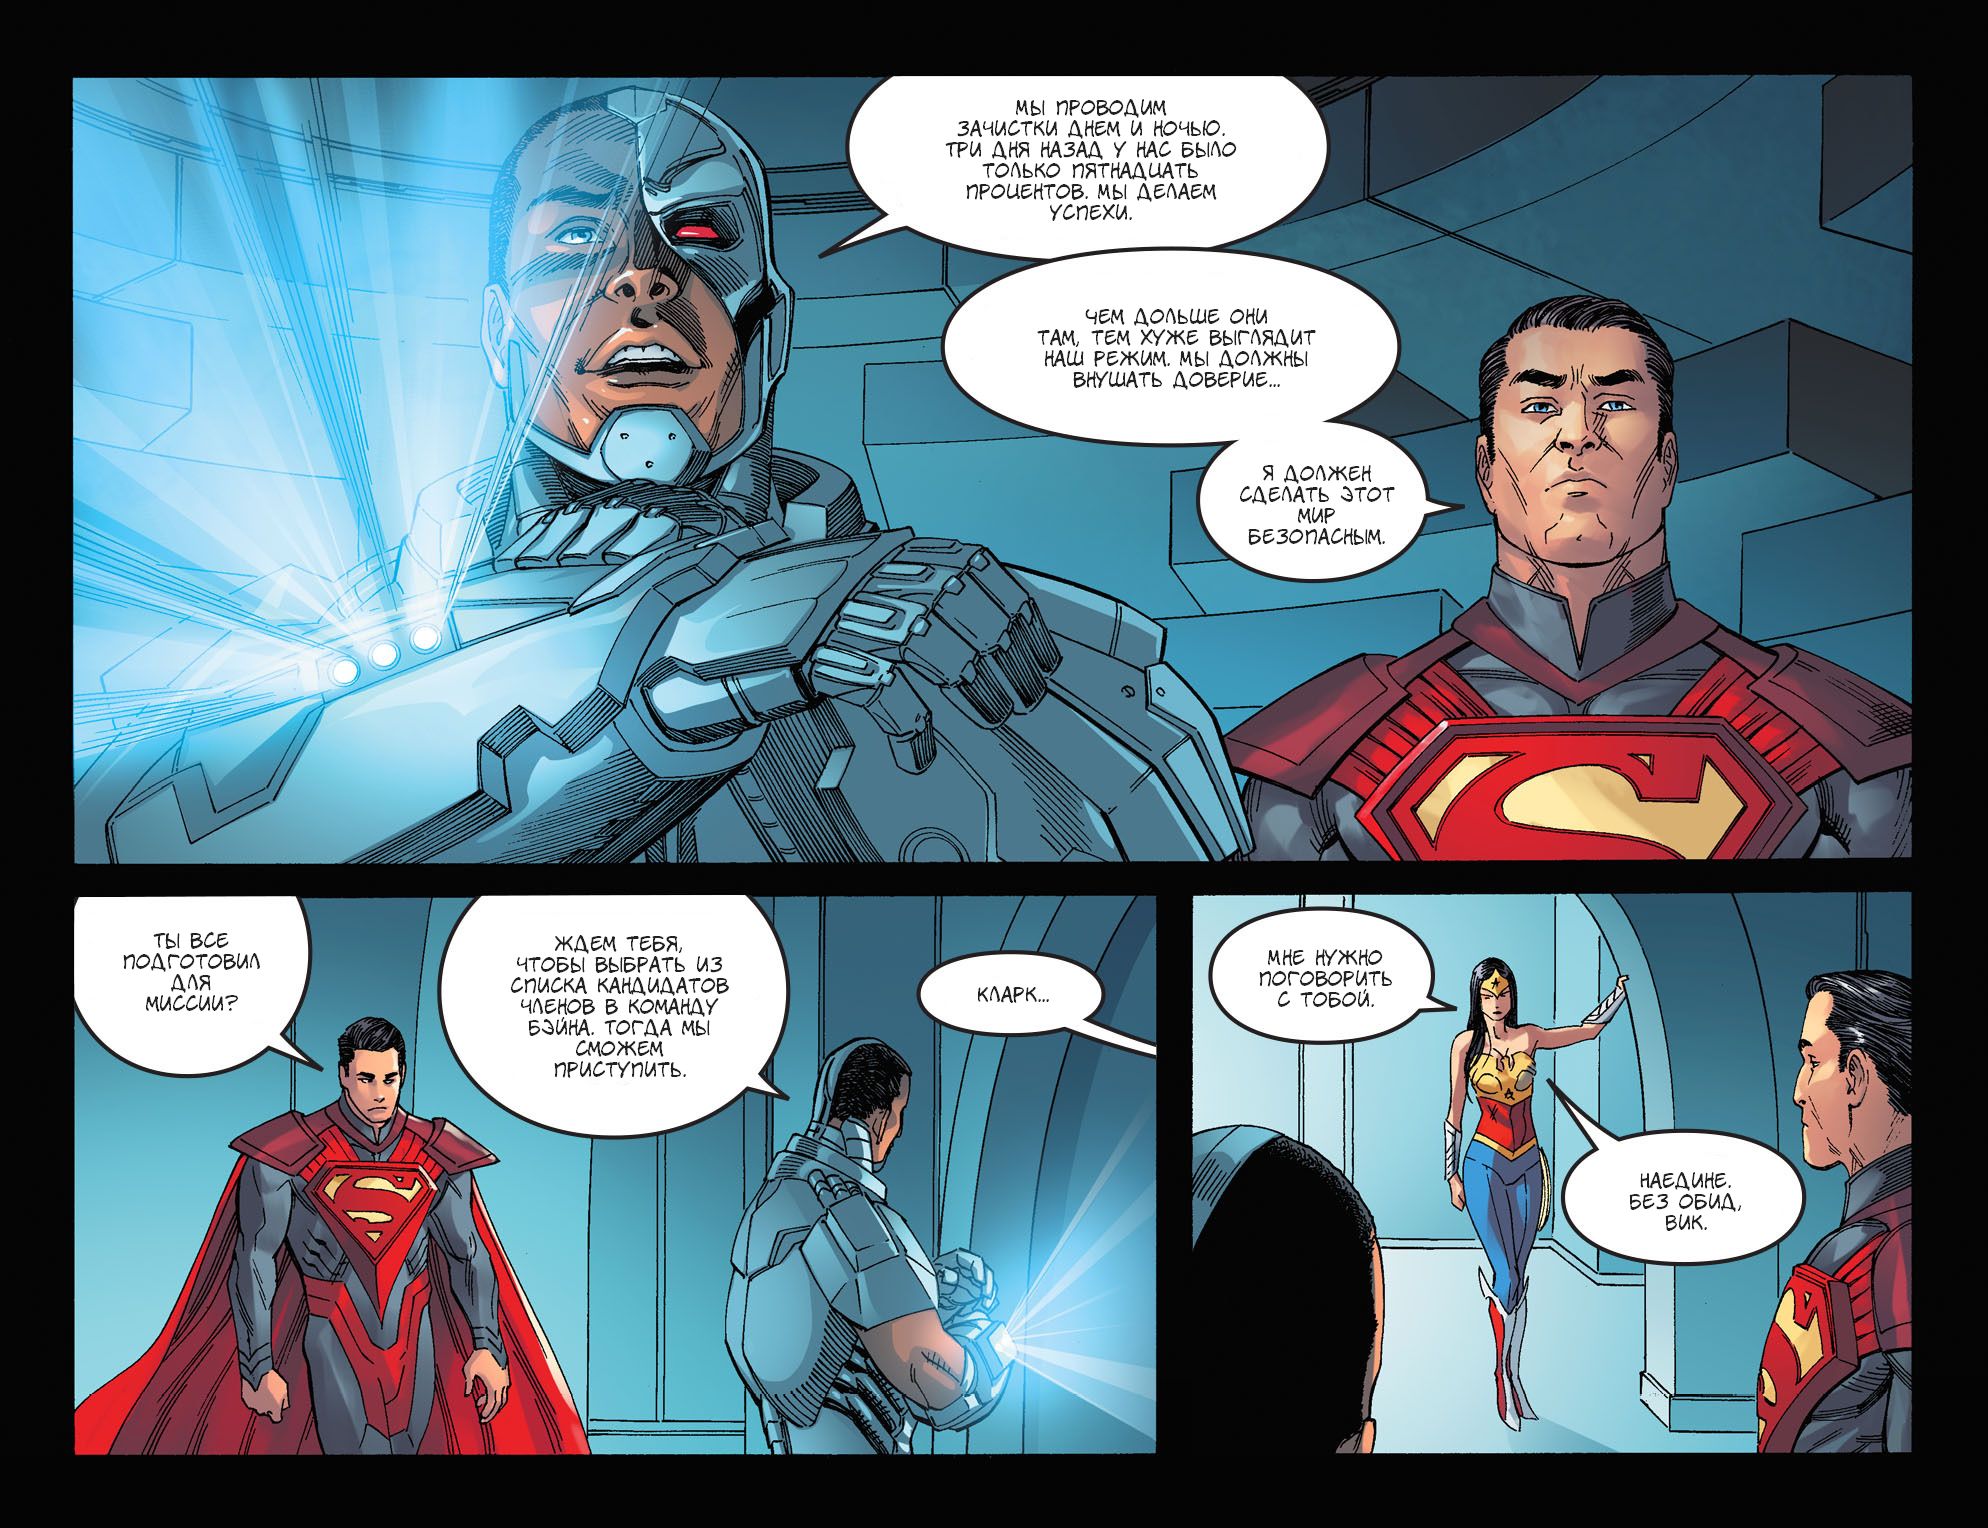 МЫ ПРОВОДИМ
ЗАЧИСТКИ ДНЕМ И НОЧЬЮ.
ТРИ ДНЯ НАЗАД У НАС БЫЛО
ТОЛЬКО ПЯТНАДЦАТЬ
ПРОЦЕНТОВ. МЫ ДЕЛАЕМ
УСПЕХИ.
ЧЕМ ДОЛЬШЕ ОНИ
ТАМ, ТЕМ ХУЖЕ ВЫГЛЯДИТ
НАШ РЕЖИМ. МЫ ДОЛЖНЫ
ВНУШАТЬ ДОВЕРИЕ...
Я ДОЛЖЕН
СДЕЛАТЬ ЭТОТ
МИР
БЕЗОПАСНЫМ.
ТЫ ВСЕ
ПОДГОТОВИЛ
ДЛЯ
МИССИИ?
ЖДЕМ ТЕБЯ,
ЧТОБЫ ВЫБРАТЬ ИЗ
СПИСКА КАНДИДАТОВ
ЧЛЕНОВ В КОМАНДУ
БЭЙНА. ТОГДА МЫ
СМОЖЕМ
ПРИСТУПИТЬ.
КЛАРК...
МНЕ НУЖНО
ПОГОВОРИТЬ
С ТОБОЙ.
НАЕДИНЕ.
БЕЗ ОБИД,
ВИК.